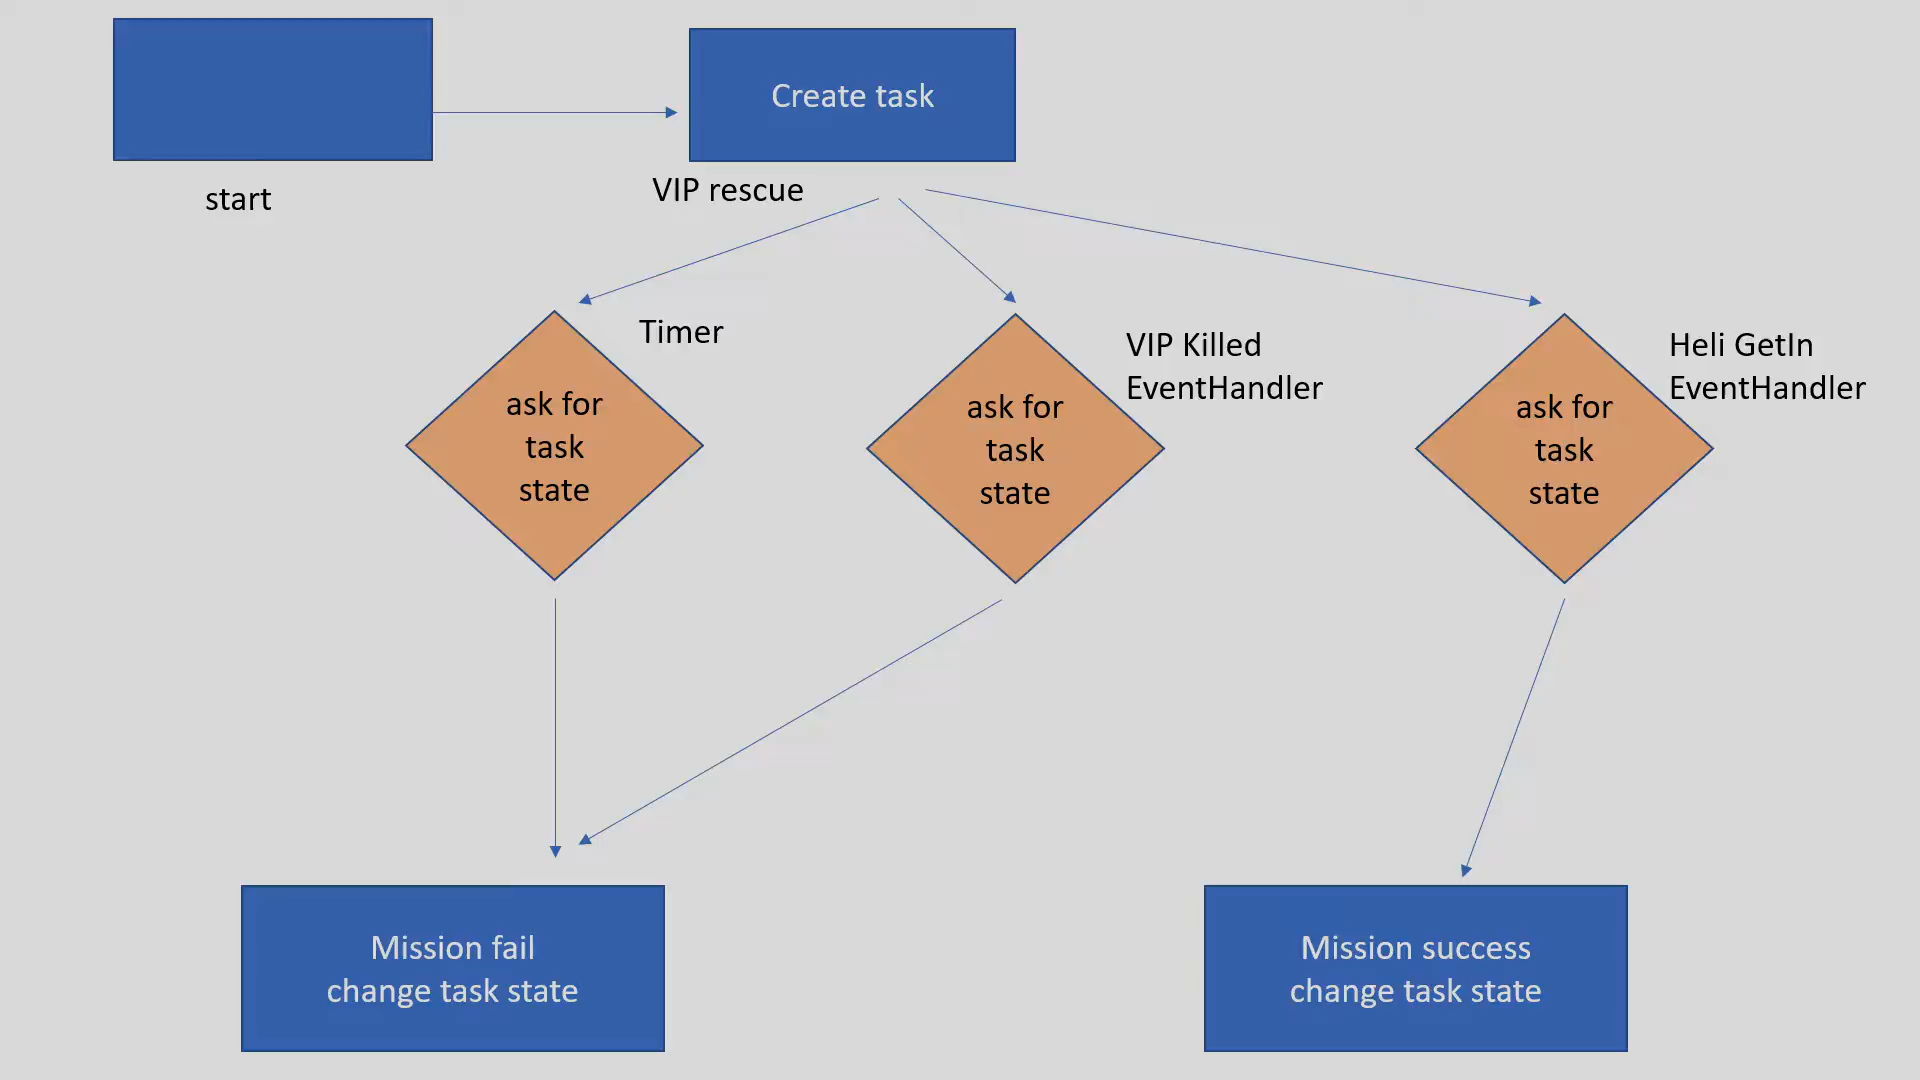 Create task
start
VIP rescue
Timer
VIP Killed
EventHandler
Heli GetIn
EventHandler
ask for
task
state
ask for
task
state
ask for
task
state
Mission fail
change task state
Mission success
change task state